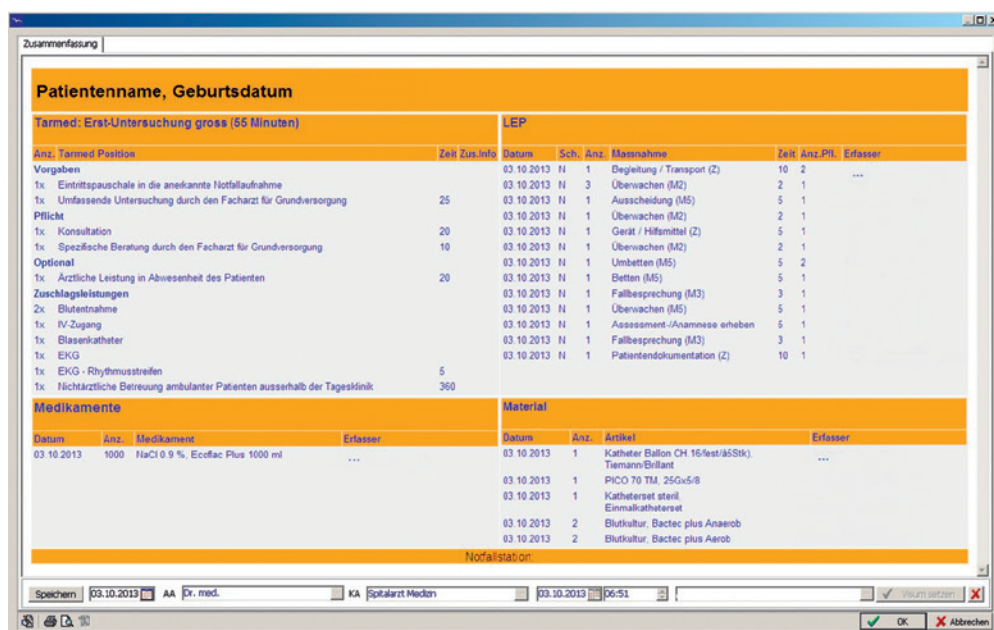 Zusammenfassung
Patientenname, Geburtsdatum
Tarmed: Erst-Untersuchung gross (55 Minuten)
Anz. Tarmed Position Zeit Zus.Info
Vorgaben
1x Eintrittspauschale in die anerkannte Notfallaufnahme
1x Umfassende Untersuchung durch den Facharzt für Grundversorgung 25
Pflicht
1x Konsultation 20
1x Spezifische Beratung durch den Facharzt für Grundversorgung 10
Optional
1x Ärztliche Leistung in Abwesenheit des Patienten 20
Zuschlagsleistungen
2x Blutentnahme
1x IV-Zugang
1x Blasenkatheter
1x EKG
1x EKG - Rhythmusstreifen 5
1x Nichtärztliche Betreuung ambulanter Patienten ausserhalb der Tagesklinik 360
LEP
Datum Sch. Anz. Massnahme Zeit Anz.Pfl. Erfasser
03.10.2013 N 1 Begleitung / Transport (Z) 10 2 ...
03.10.2013 N 3 Überwachen (M2) 2 1
03.10.2013 N 1 Ausscheidung (M5) 5 1
03.10.2013 N 1 Überwachen (M2) 2 1
03.10.2013 N 1 Gerät / Hilfsmittel (Z) 5 1
03.10.2013 N 1 Überwachen (M2) 2 1
03.10.2013 N 1 Umbetten (M5) 5 2
03.10.2013 N 1 Betten (M5) 5 1
03.10.2013 N 1 Fallbesprechung (M3) 3 1
03.10.2013 N 1 Überwachen (M5) 5 1
03.10.2013 N 1 Assessment-/Anamnese erheben 5 1
03.10.2013 N 1 Fallbesprechung (M3) 3 1
03.10.2013 N 1 Patientendokumentation (Z) 10 1
Medikamente
Datum Anz. Medikament Erfasser
03.10.2013 1000 NaCl 0.9 %, Ecoflac Plus 1000 ml ...
Material
Datum Anz. Artikel Erfasser
03.10.2013 1 Katheter Ballon CH.16/fest/à5Stk), ...
Tiemann/Brillant
03.10.2013 1 PICO 70 TM, 25Gx5/8
03.10.2013 1 Katheterset steril,
Einmalkatheterset
03.10.2013 2 Blutkultur, Bactec plus Anaerob
03.10.2013 2 Blutkultur, Bactec plus Aerob
Notfallstation:
Speichern 03.10.2013 AA Dr. med. KA Spitalarzt Medizin 03.10.2013 06:51 Visum setzen
OK Abbrechen